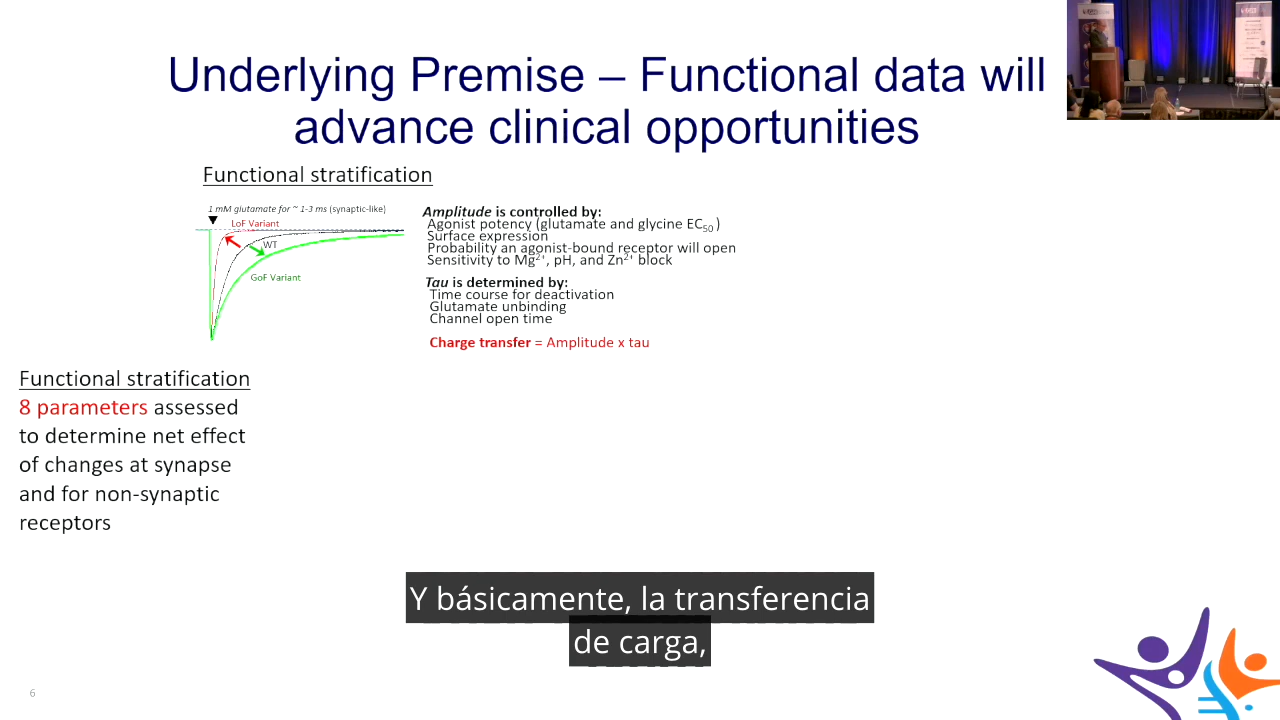 Underlying Premise – Functional data will
advance clinical opportunities
Functional stratification
1 mM glutamate for ~ 1-3 ms (synaptic-like)
LoF Variant
WT
GoF Variant
Amplitude is controlled by:
Agonist potency (glutamate and glycine EC50)
Surface expression
Probability an agonist-bound receptor will open
Sensitivity to Mg2+, pH, and Zn2+ block
Tau is determined by:
Time course for deactivation
Glutamate unbinding
Channel open time
Charge transfer = Amplitude x tau
Functional stratification
8 parameters assessed
to determine net effect
of changes at synapse
and for non-synaptic
receptors
Y básicamente, la transferencia
de carga,
6